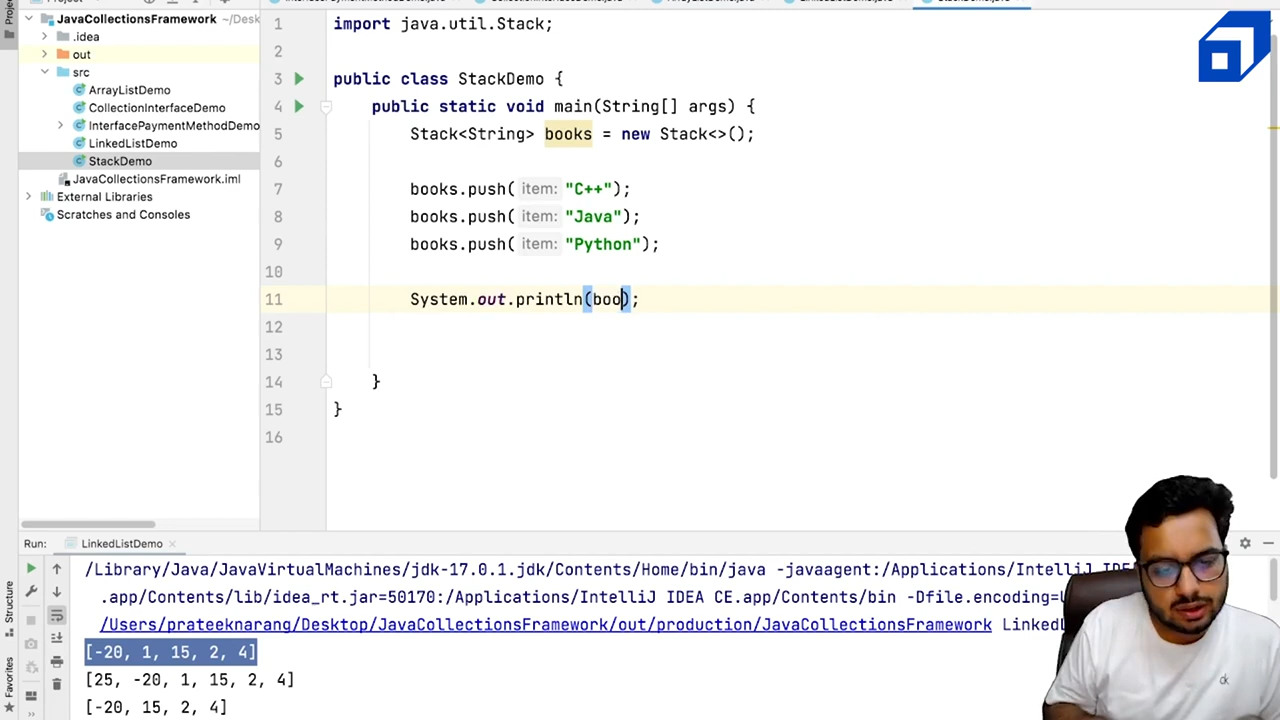 Project
JavaCollectionsFramework ~/Desk
.idea
out
src
ArrayListDemo
CollectionInterfaceDemo
InterfacePaymentMethodDemo
LinkedListDemo
StackDemo
JavaCollectionsFramework.iml
External Libraries
Scratches and Consoles
1 import java.util.Stack;
2
3 public class StackDemo {
4 public static void main(String[] args) {
5 Stack<String> books = new Stack<>();
6
7 books.push( item: "C++");
8 books.push( item: "Java");
9 books.push( item: "Python");
10
11 System.out.println(boo);
12
13
14 }
15 }
16
Run: LinkedListDemo
/Library/Java/JavaVirtualMachines/jdk-17.0.1.jdk/Contents/Home/bin/java -javaagent:/Applications/IntelliJ IDEA
.app/Contents/lib/idea_rt.jar=50170:/Applications/IntelliJ IDEA CE.app/Contents/bin -Dfile.encoding=
/Users/prateeknarang/Desktop/JavaCollectionsFramework/out/production/JavaCollectionsFramework
[-20, 1, 15, 2, 4]
[25, -20, 1, 15, 2, 4]
[-20, 15, 2, 4]
Structure
Favorites